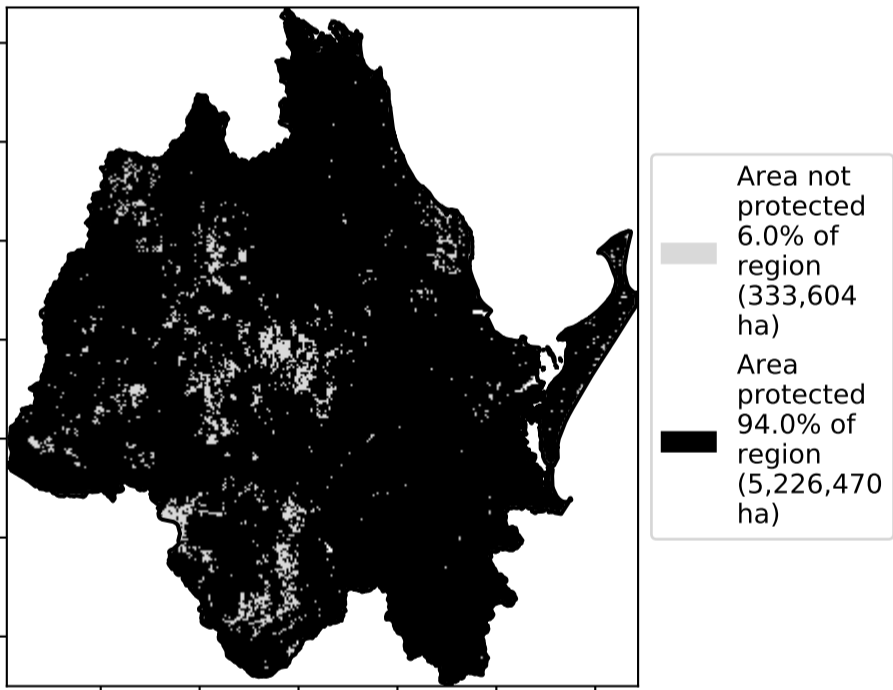 Area not
protected
6.0% of
region
(333,604
ha)
Area
protected
94.0% of
region
(5,226,470
ha)